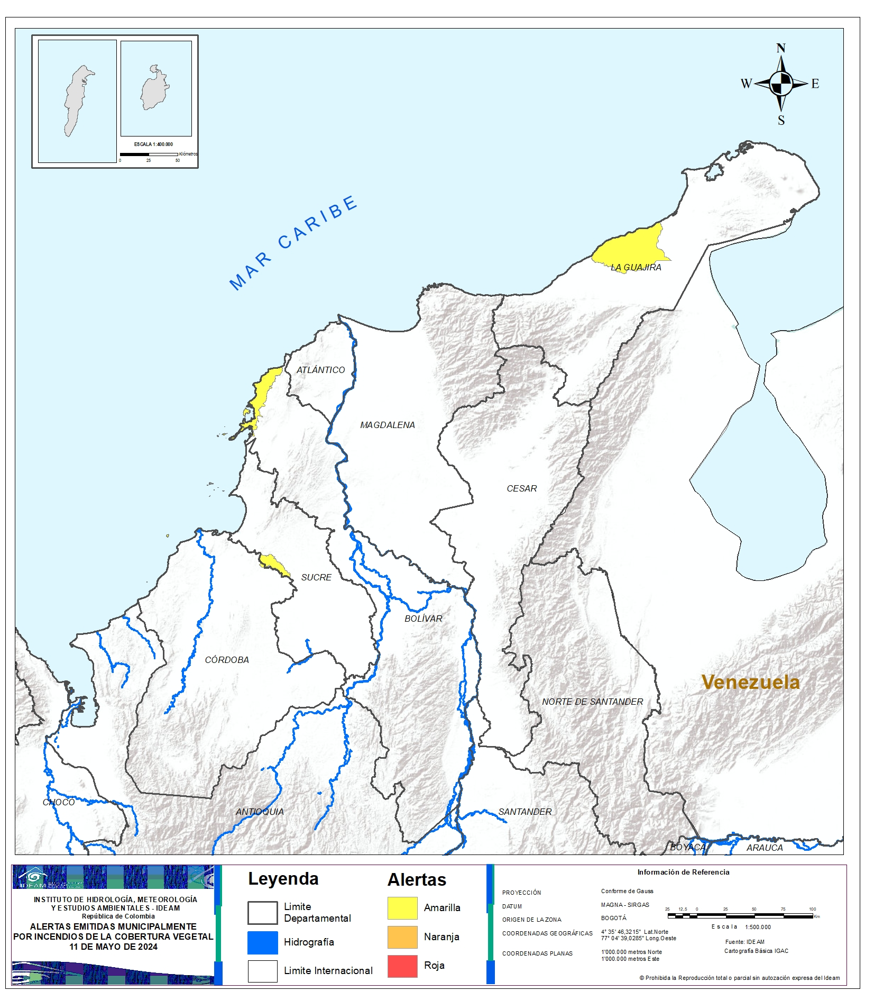 ESCALA 1:400.000
Kilómetros
0 25 50
N
W E
S
MAR CARIBE
LA GUAJIRA
ATLÁNTICO
MAGDALENA
CESAR
SUCRE
BOLÍVAR
CÓRDOBA
Venezuela
NORTE DE SANTANDER
CHOCÓ
ANTIOQUIA
SANTANDER
BOYACÁ
ARAUCA
IDEAM
INSTITUTO DE HIDROLOGÍA, METEOROLOGÍA
Y ESTUDIOS AMBIENTALES - IDEAM
República de Colombia
ALERTAS EMITIDAS MUNICIPALMENTE
POR INCENDIOS DE LA COBERTURA VEGETAL
11 DE MAYO DE 2024
Leyenda
Limite
Departamental
Hidrografía
Limite Internacional
Alertas
Amarilla
Naranja
Roja
Información de Referencia
PROYECCIÓN Conforme de Gauss
DATUM MAGNA - SIRGAS
ORIGEN DE LA ZONA BOGOTÁ
COORDENADAS GEOGRÁFICAS 4° 35' 46,3215" Lat.Norte
77° 04' 39,0285" Long.Oeste
COORDENADAS PLANAS 1'000.000 metros Norte
1'000.000 metros Este
25 12,5 0 25 50 75 100
Km
Escala 1:500.000
Fuente: IDEAM
Cartografía Básica IGAC
© Prohibida la Reproducción total o parcial sin autozación expresa del Ideam